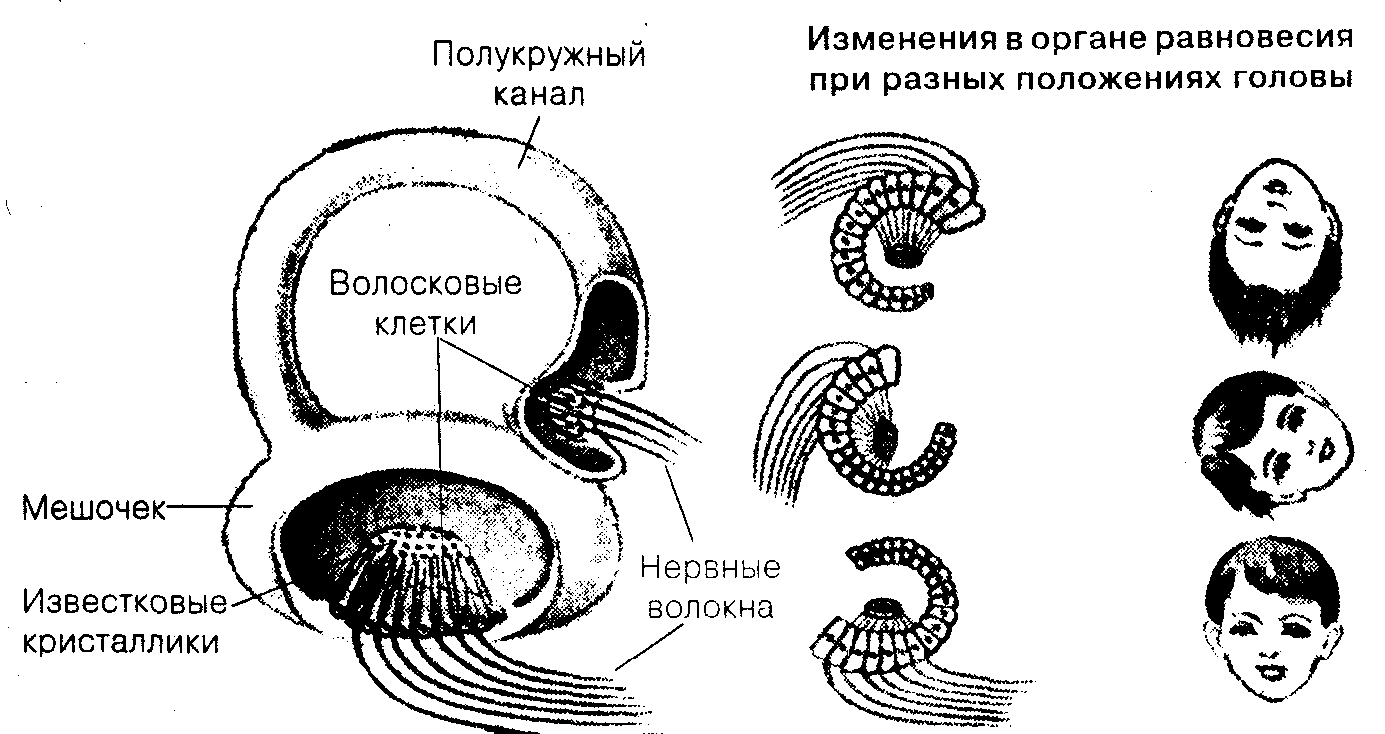 Полукружный
канал
Изменения в органе равновесия
при разных положениях головы
Волосковые
клетки
Мешочек
Известковые
кристаллики
Нервные
волокна